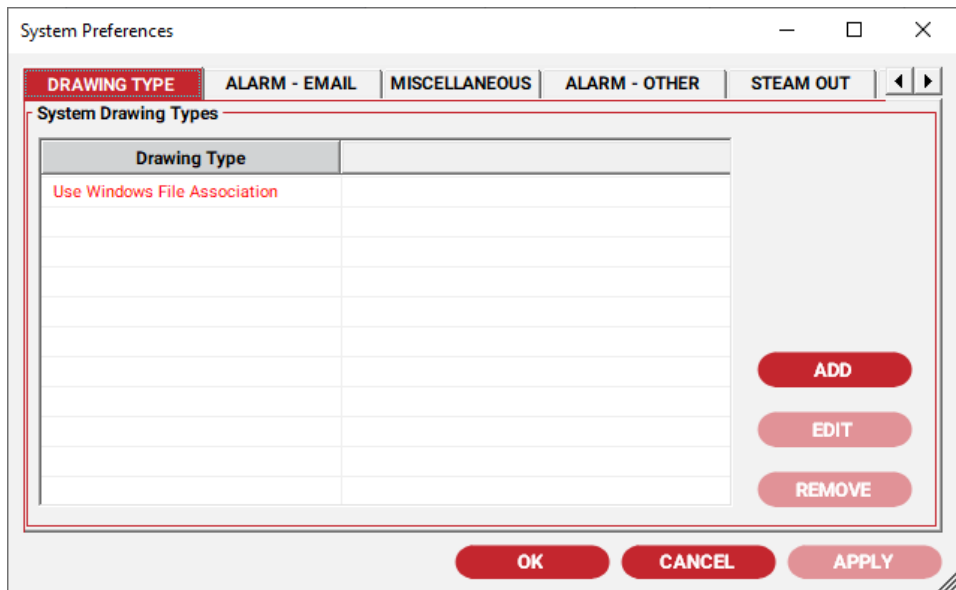 System Preferences
DRAWING TYPE ALARM - EMAIL MISCELLANEOUS ALARM - OTHER STEAM OUT
System Drawing Types
Drawing Type
Use Windows File Association
ADD
EDIT
REMOVE
OK CANCEL APPLY